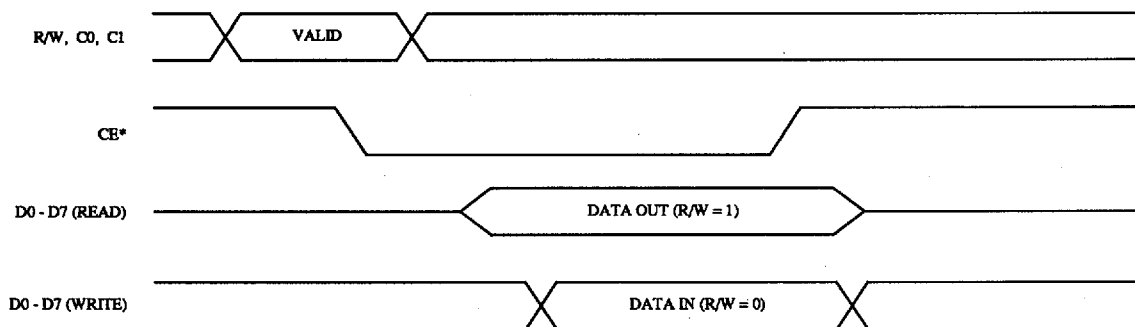 R/W, C0, C1
VALID
CE*
D0 - D7 (READ)
DATA OUT (R/W = 1)
D0 - D7 (WRITE)
DATA IN (R/W = 0)